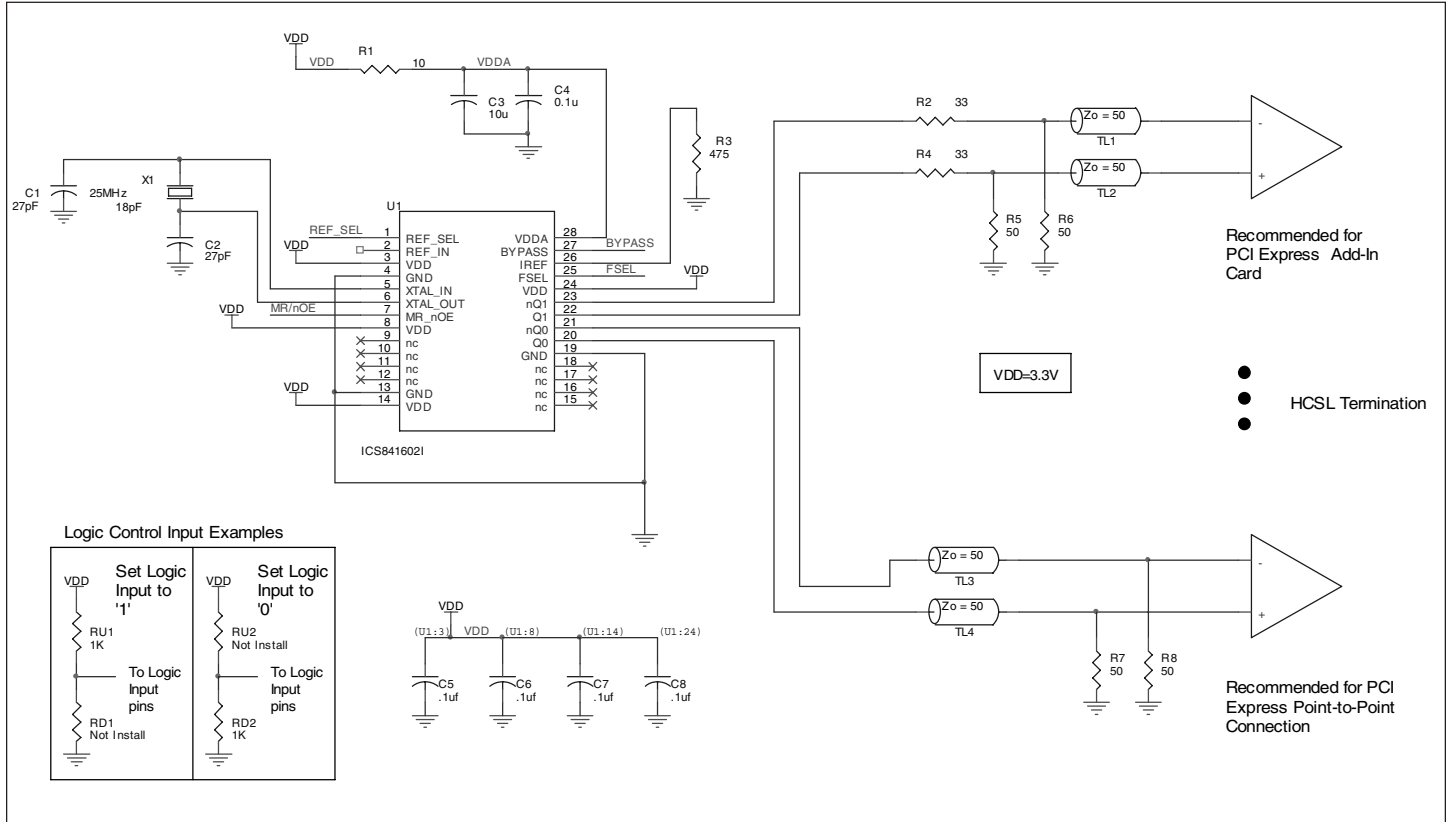 VDD
VDD
R1
10
VDDA
C3
10u
C4
0.1u
R3
475
R2 33
R4 33
Zo = 50
TL1
Zo = 50
TL2
-
+
R5
50
R6
50
Recommended for
PCI Express Add-In
Card
C1
27pF
25MHz
X1
18pF
C2
27pF
U1
REF_SEL
VDD
MR/nOE
VDD
VDD
1 REF_SEL
2 REF_IN
3 VDD
4 GND
5 XTAL_IN
6 XTAL_OUT
7 MR_nOE
8 VDD
9 nc
10 nc
11 nc
12 nc
13 GND
14 VDD
VDDA 28
BYPASS 27
IREF 26
FSEL 25
VDD 24
nQ1 23
Q1 22
nQ0 21
Q0 20
GND 19
nc 18
nc 17
nc 16
nc 15
BYPASS
FSEL
VDD
ICS841602I
VDD=3.3V
HCSL Termination
Zo = 50
TL3
Zo = 50
TL4
-
+
R7
50
R8
50
Recommended for PCI
Express Point-to-Point
Connection
Logic Control Input Examples
VDD
Set Logic
Input to
'1'
RU1
1K
To Logic
Input
pins
RD1
Not Install
VDD
Set Logic
Input to
'0'
RU2
Not Install
To Logic
Input
pins
RD2
1K
VDD
(U1:3) VDD (U1:8) (U1:14) (U1:24)
C5
.1uf
C6
.1uf
C7
.1uf
C8
.1uf